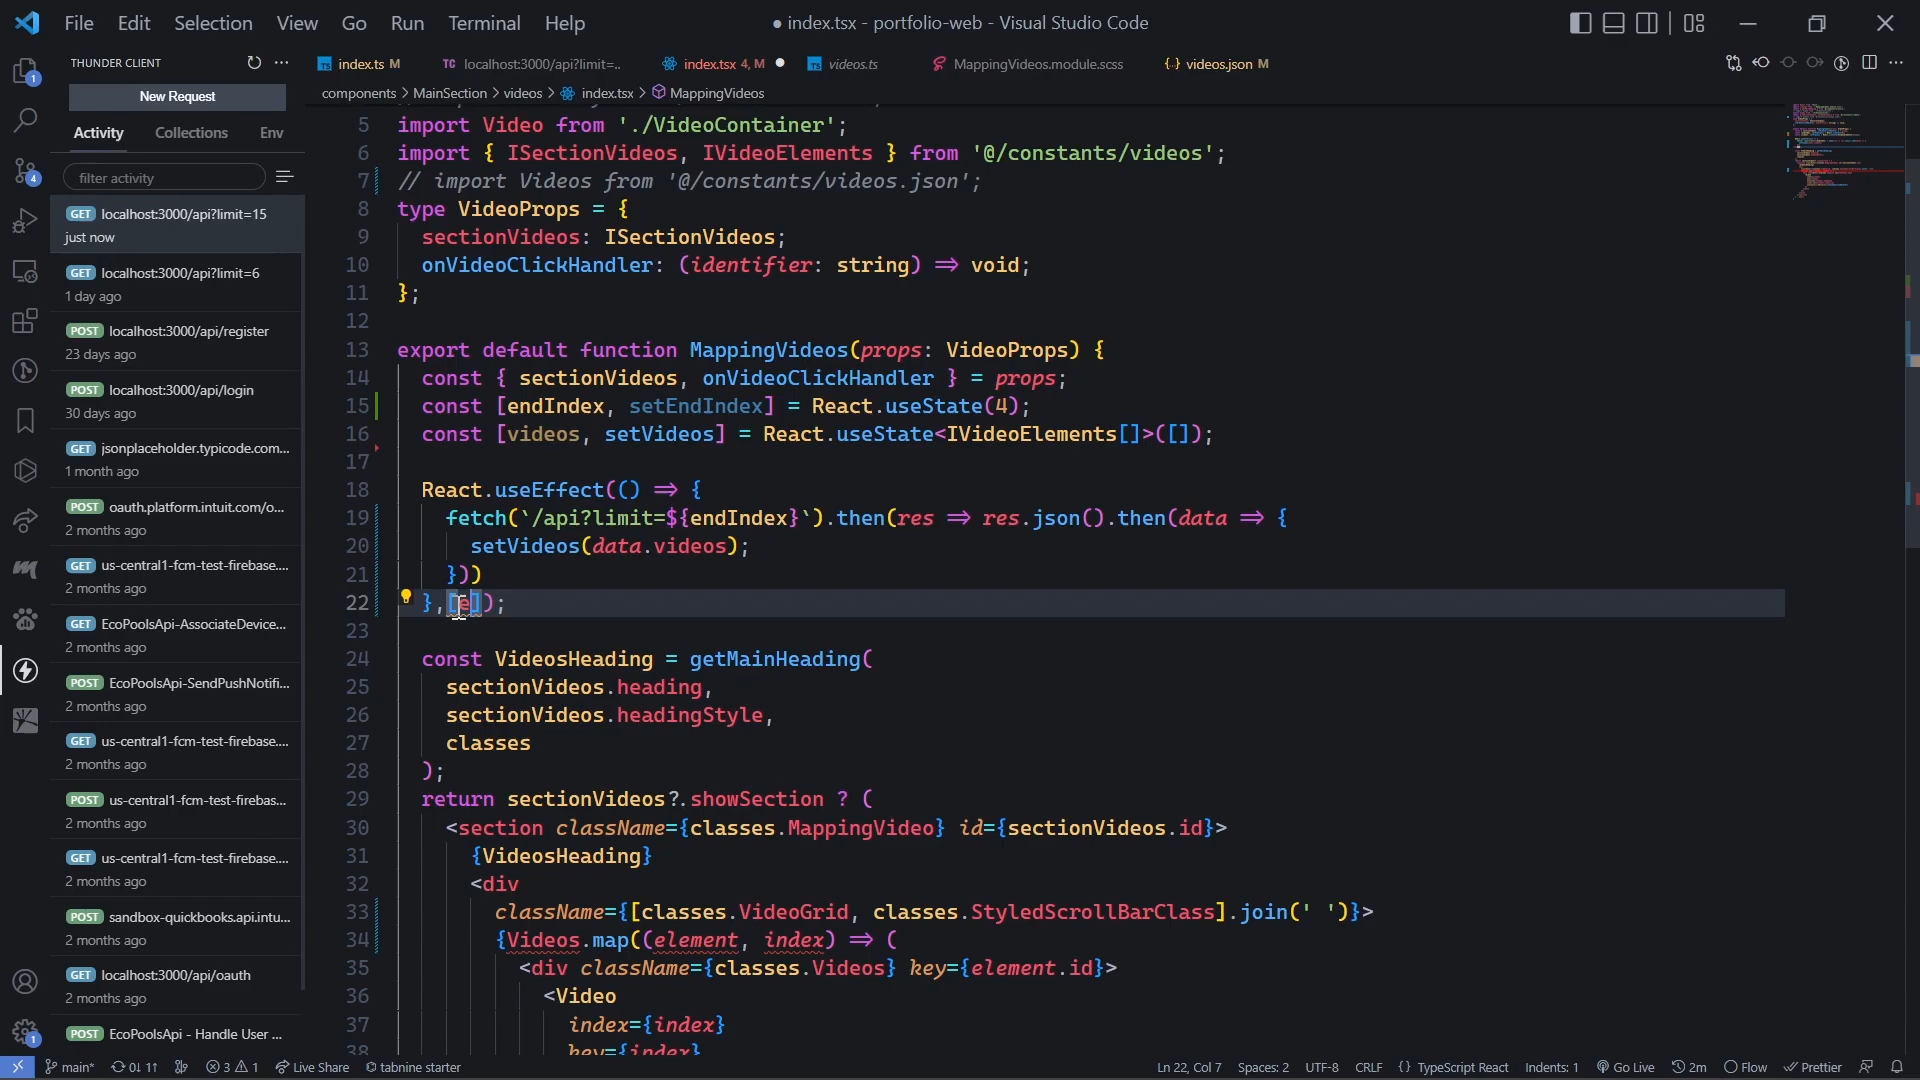 File Edit Selection View Go Run Terminal Help
● index.tsx - portfolio-web - Visual Studio Code
THUNDER CLIENT
New Request
Activity Collections Env
filter activity
GET localhost:3000/api?limit=15
just now
GET localhost:3000/api?limit=6
1 day ago
POST localhost:3000/api/register
23 days ago
POST localhost:3000/api/login
30 days ago
GET jsonplaceholder.typicode.com...
1 month ago
POST oauth.platform.intuit.com/o...
2 months ago
GET us-central1-fcm-test-firebase....
2 months ago
GET EcoPoolsApi-AssociateDevice...
2 months ago
POST EcoPoolsApi-SendPushNotifi...
2 months ago
GET us-central1-fcm-test-firebase....
2 months ago
POST us-central1-fcm-test-firebas...
2 months ago
GET us-central1-fcm-test-firebase....
2 months ago
POST sandbox-quickbooks.api.intu...
2 months ago
GET localhost:3000/api/oauth
2 months ago
POST EcoPoolsApi - Handle User ...
index.ts M
TC localhost:3000/api?limit=..
index.tsx 4, M ●
videos.ts
MappingVideos.module.scss
{..} videos.json M
components > MainSection > videos > index.tsx > MappingVideos
5 import Video from './VideoContainer';
6 import { ISectionVideos, IVideoElements } from '@/constants/videos';
7 // import Videos from '@/constants/videos.json';
8 type VideoProps = {
9 sectionVideos: ISectionVideos;
10 onVideoClickHandler: (identifier: string) => void;
11 };
12
13 export default function MappingVideos(props: VideoProps) {
14 const { sectionVideos, onVideoClickHandler } = props;
15 const [endIndex, setEndIndex] = React.useState(4);
16 const [videos, setVideos] = React.useState<IVideoElements[]>([]);
17
18 React.useEffect(() => {
19 fetch(`/api?limit=${endIndex}`).then(res => res.json().then(data => {
20 setVideos(data.videos);
21 }))
22 },[e]);
23
24 const VideosHeading = getMainHeading(
25 sectionVideos.heading,
26 sectionVideos.headingStyle,
27 classes
28 );
29 return sectionVideos?.showSection ? (
30 <section className={classes.MappingVideo} id={sectionVideos.id}>
31 {VideosHeading}
32 <div
33 className={[classes.VideoGrid, classes.StyledScrollBarClass].join(' ')}>
34 {Videos.map((element, index) => (
35 <div className={classes.Videos} key={element.id}>
36 <Video
37 index={index}
38 key={index}
main* 0↓ 1↑ 3 1 Live Share tabnine starter
Ln 22, Col 7 Spaces: 2 UTF-8 CRLF {} TypeScript React Indents: 1 Go Live 2m Flow Prettier